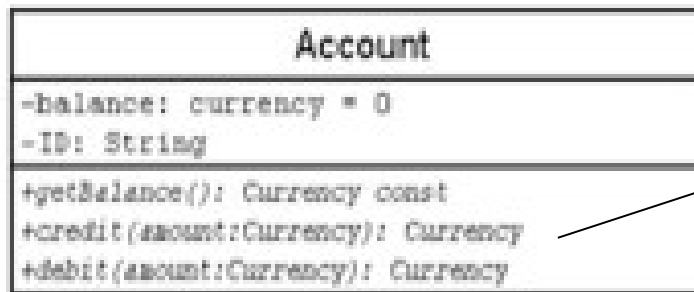 Account
-balance: currency = 0
-ID: String
+getBalance(): Currency const
+credit(amount:Currency): Currency
+debit(amount:Currency): Currency